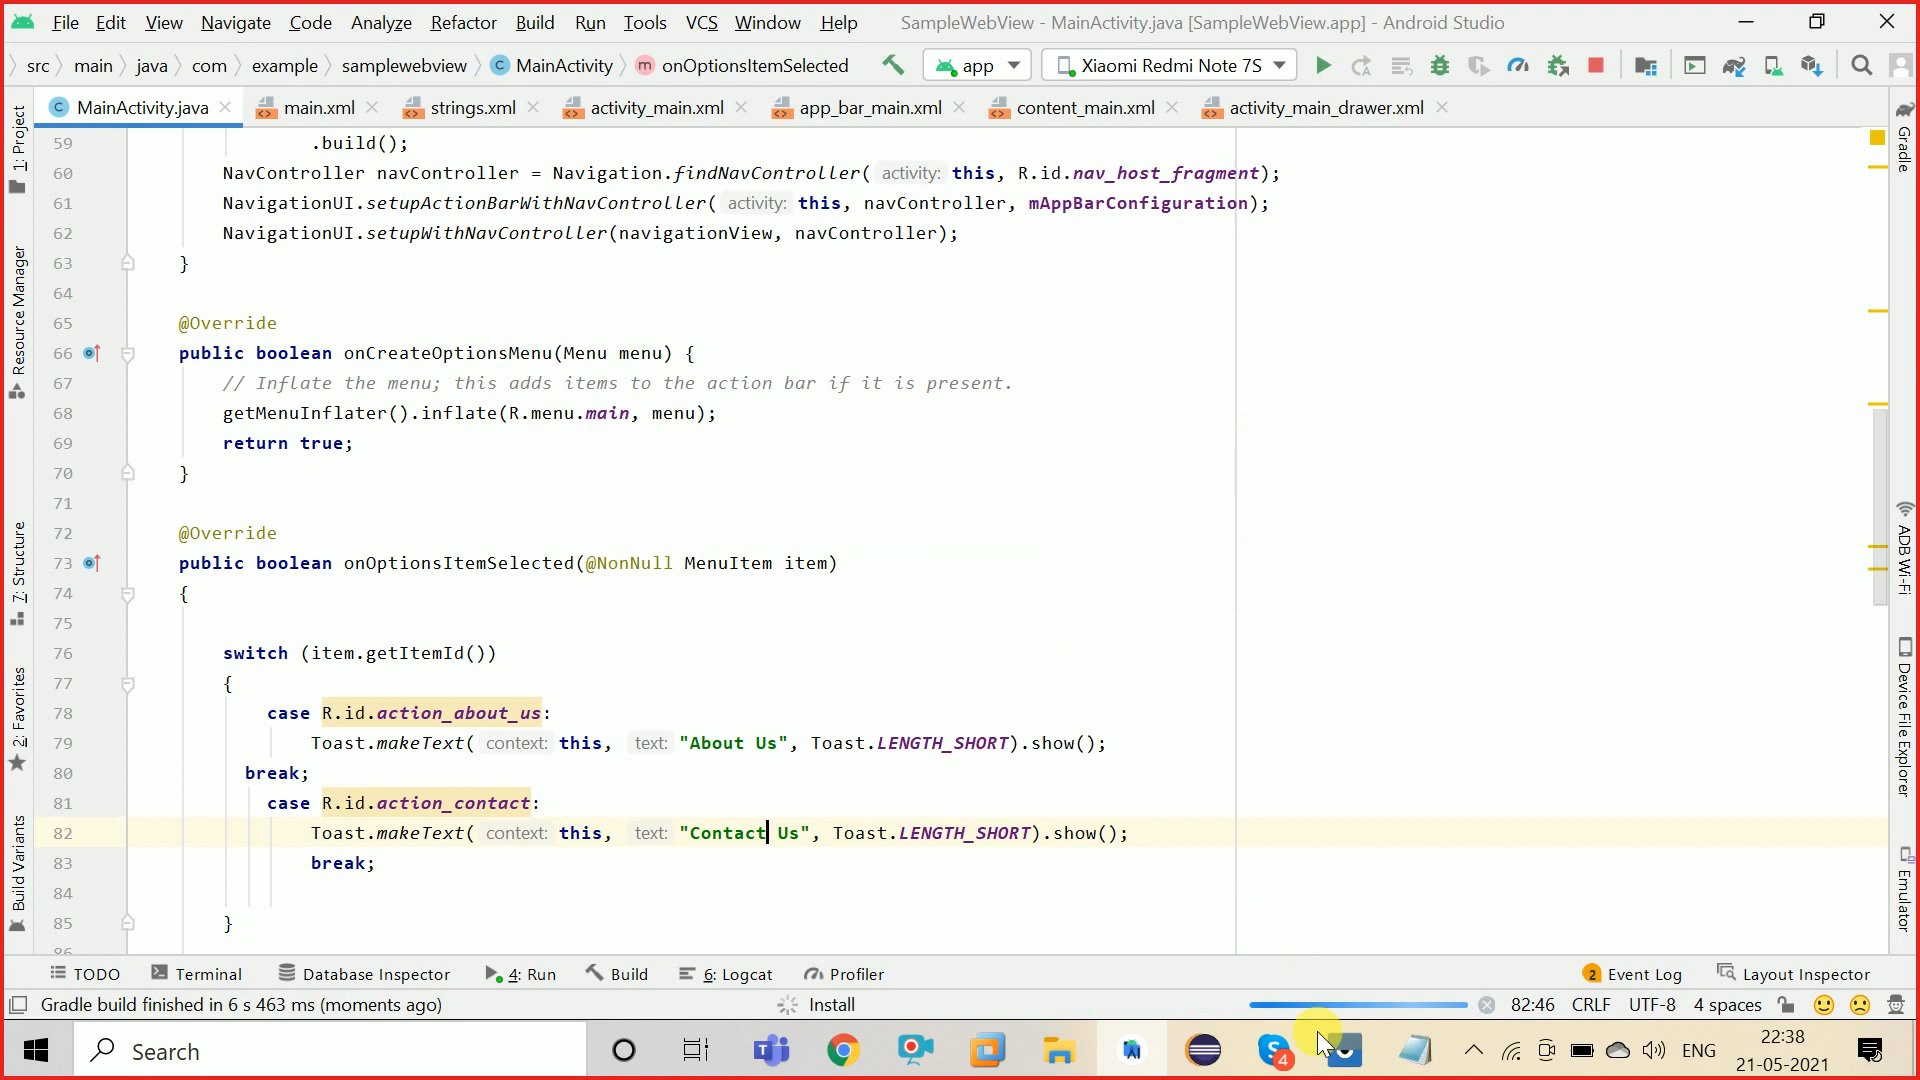 File Edit View Navigate Code Analyze Refactor Build Run Tools VCS Window Help SampleWebView - MainActivity.java [SampleWebView.app] - Android Studio
src main java com example samplewebview C MainActivity m onOptionsItemSelected app Xiaomi Redmi Note 7S
C MainActivity.java main.xml strings.xml activity_main.xml app_bar_main.xml content_main.xml activity_main_drawer.xml
1: Project
Resource Manager
7: Structure
2: Favorites
Build Variants
59 .build();
60 NavController navController = Navigation.findNavController( activity: this, R.id.nav_host_fragment);
61 NavigationUI.setupActionBarWithNavController( activity: this, navController, mAppBarConfiguration);
62 NavigationUI.setupWithNavController(navigationView, navController);
63 }
64
65 @Override
66 public boolean onCreateOptionsMenu(Menu menu) {
67 // Inflate the menu; this adds items to the action bar if it is present.
68 getMenuInflater().inflate(R.menu.main, menu);
69 return true;
70 }
71
72 @Override
73 public boolean onOptionsItemSelected(@NonNull MenuItem item)
74 {
75
76 switch (item.getItemId())
77 {
78 case R.id.action_about_us:
79 Toast.makeText( context: this, text: "About Us", Toast.LENGTH_SHORT).show();
80 break;
81 case R.id.action_contact:
82 Toast.makeText( context: this, text: "Contact Us", Toast.LENGTH_SHORT).show();
83 break;
84
85 }
86
Gradle
ADB Wi-Fi
Device File Explorer
Emulator
TODO Terminal Database Inspector 4: Run Build 6: Logcat Profiler 2 Event Log Layout Inspector
Gradle build finished in 6 s 463 ms (moments ago) Install 82:46 CRLF UTF-8 4 spaces
Search 4 ENG 22:38
21-05-2021